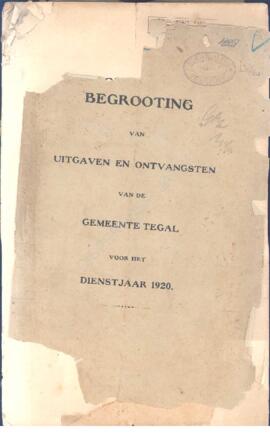 BEGROOTING
VAN
UITGAVEN EN ONTVANGSTEN
VAN DE
GEMEENTE TEGAL
VOOR HET
DIENSTJAAR 1920.